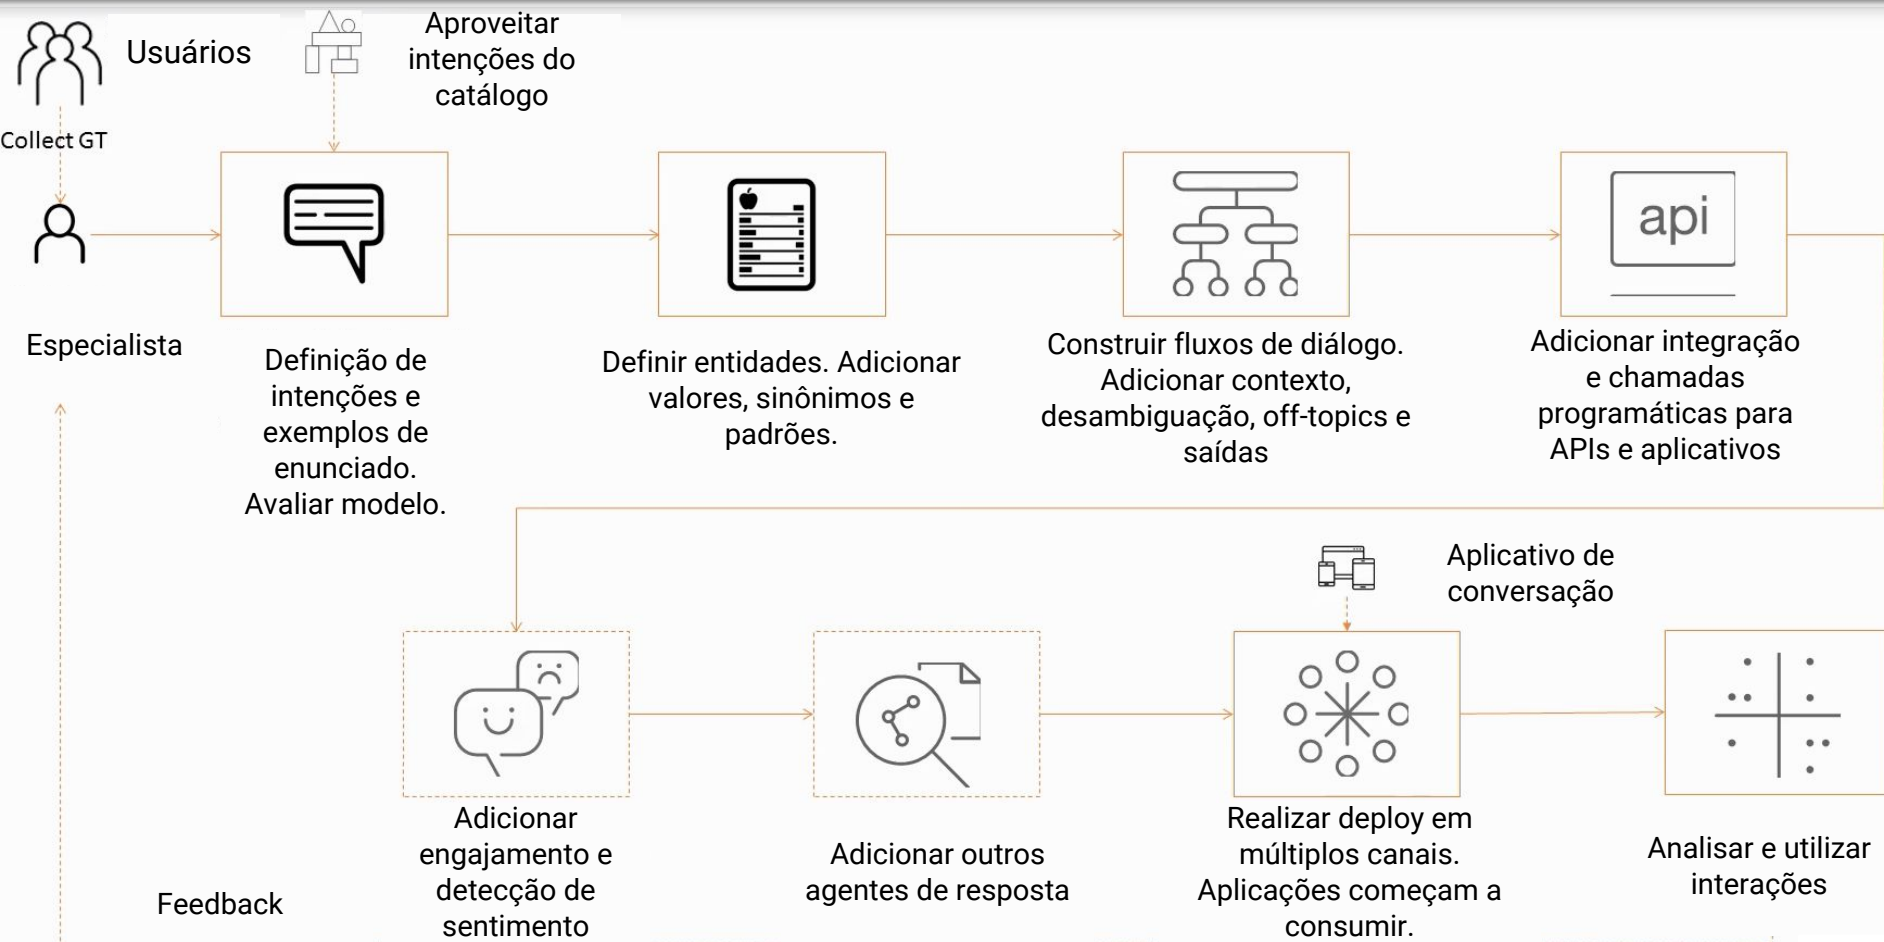 Usuários
Aproveitar
intenções do
catálogo
Collect GT
api
Especialista
Definição de
intenções e
exemplos de
enunciado.
Avaliar modelo.
Definir entidades. Adicionar
valores, sinônimos e
padrões.
Construir fluxos de diálogo.
Adicionar contexto,
desambiguação, off-topics e
saídas
Adicionar integração
e chamadas
programáticas para
APIs e aplicativos
Aplicativo de
conversação
Adicionar
engajamento e
detecção de
sentimento
Adicionar outros
agentes de resposta
Realizar deploy em
múltiplos canais.
Aplicações começam a
consumir.
Analisar e utilizar
interações
Feedback